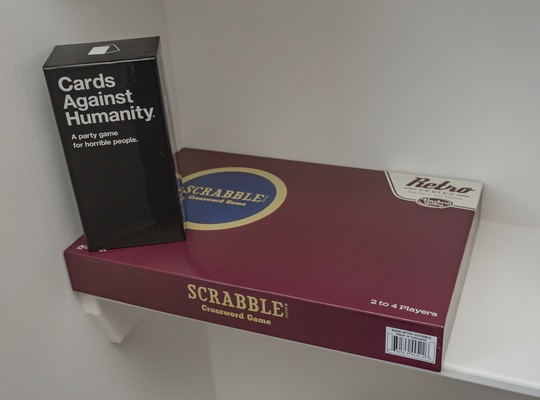 Cards
Against
Humanity.
A party game
for horrible people.
SCRABBLE
Crossword Game
Retro
SERIES
SCRABBLE
Crossword Game
2 to 4 Players